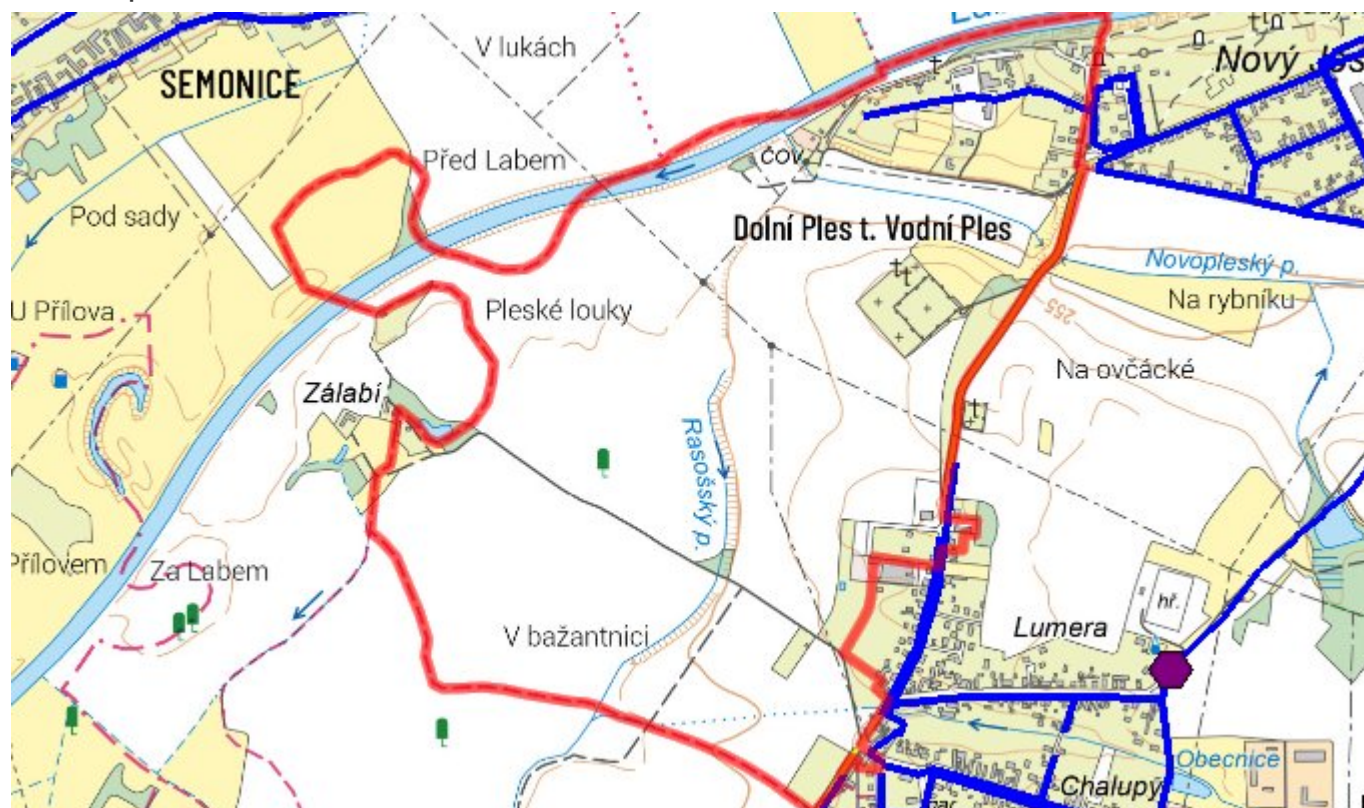 V lukách
SEMONICE
Nový Jos
Před Labem
ČOV
Pod sady
Dolní Ples t. Vodní Ples
Novopleský p.
U Přílova
Pleské louky
Na rybníku
255
Na ovčácké
Zálabí
Rasošský p.
Přílovem
Za Labem
hř.
V bažantnici
Lumera
Obecnice
Chalupy